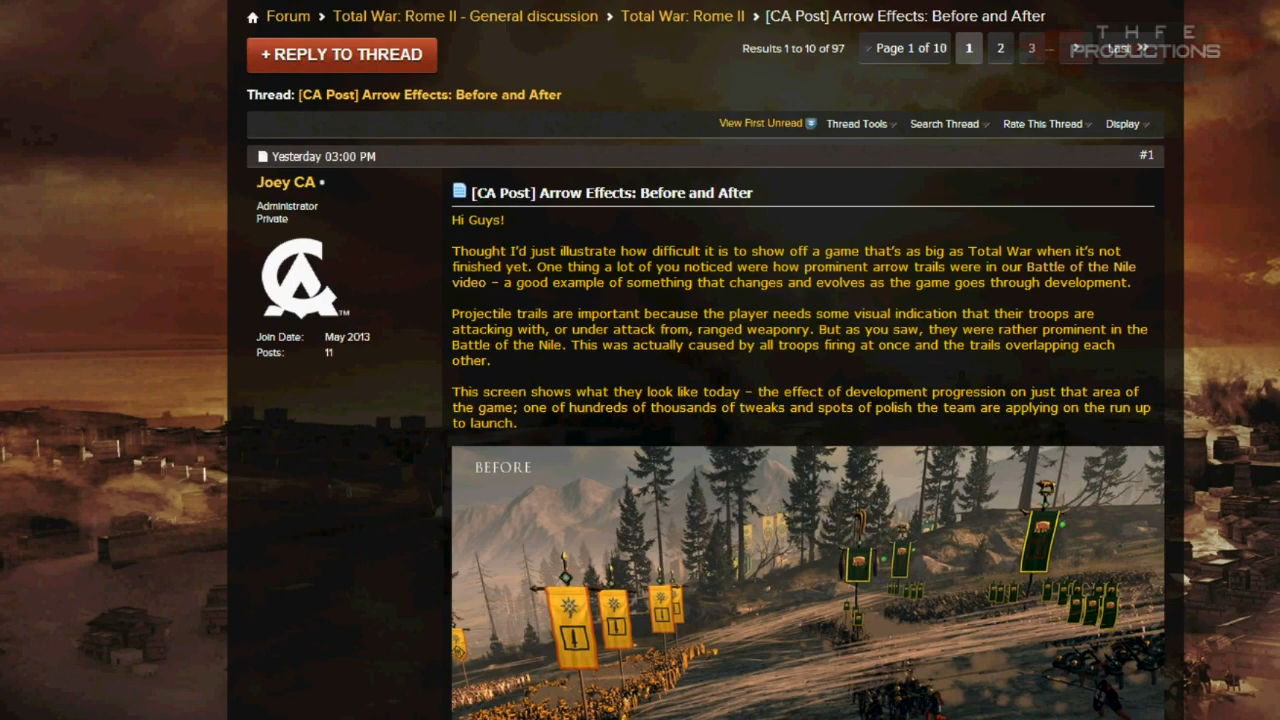 Forum > Total War: Rome II - General discussion > Total War: Rome II > [CA Post] Arrow Effects: Before and After
THFE
PRODUCTIONS
+ REPLY TO THREAD
Results 1 to 10 of 97
Page 1 of 10 1 2 3 ... > Last >>
Thread: [CA Post] Arrow Effects: Before and After
View First Unread Thread Tools Search Thread Rate This Thread Display
Yesterday 03:00 PM #1
Joey CA
Administrator
Private
CA
TM
Join Date: May 2013
Posts: 11
[CA Post] Arrow Effects: Before and After
Hi Guys!
Thought I'd just illustrate how difficult it is to show off a game that's as big as Total War when it's not
finished yet. One thing a lot of you noticed were how prominent arrow trails were in our Battle of the Nile
video – a good example of something that changes and evolves as the game goes through development.
Projectile trails are important because the player needs some visual indication that their troops are
attacking with, or under attack from, ranged weaponry. But as you saw, they were rather prominent in the
Battle of the Nile. This was actually caused by all troops firing at once and the trails overlapping each
other.
This screen shows what they look like today – the effect of development progression on just that area of
the game; one of hundreds of thousands of tweaks and spots of polish the team are applying on the run up
to launch.
BEFORE